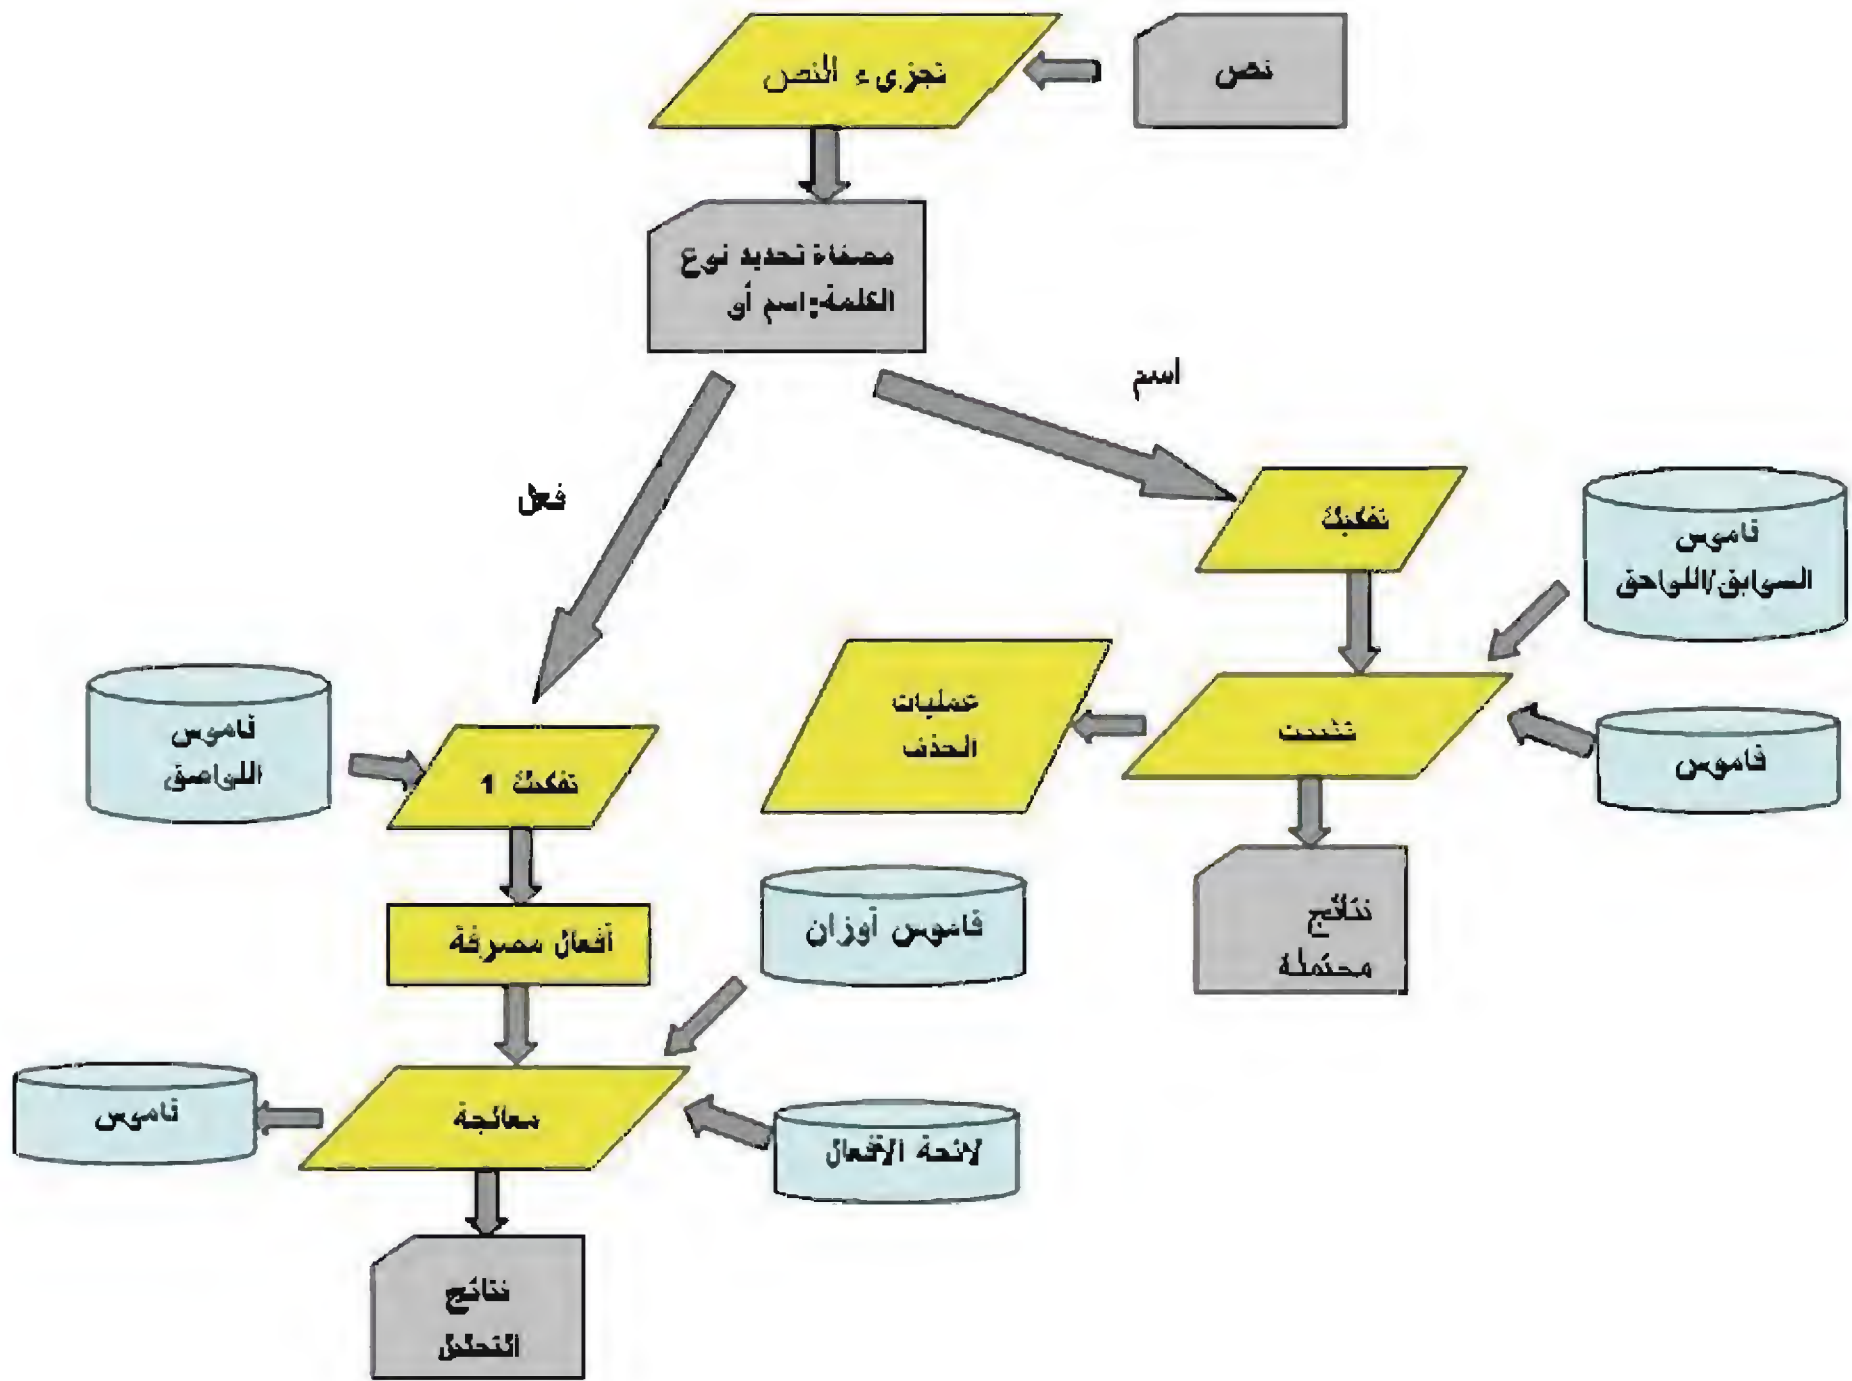 نص
تجزيء النص
مصفاة تحديد نوع
الكلمة:اسم أو
اسم
فعل
تفكيك
قاموس
السوابق/اللواحق
عمليات
الحذف
قاموس
نتائج
محتملة
قاموس
اللواصق
تفكيك 1
أفعال مصرفة
قاموس أوزان
معالجة
قاموس
لائحة الأفعال
نتائج
التحليل